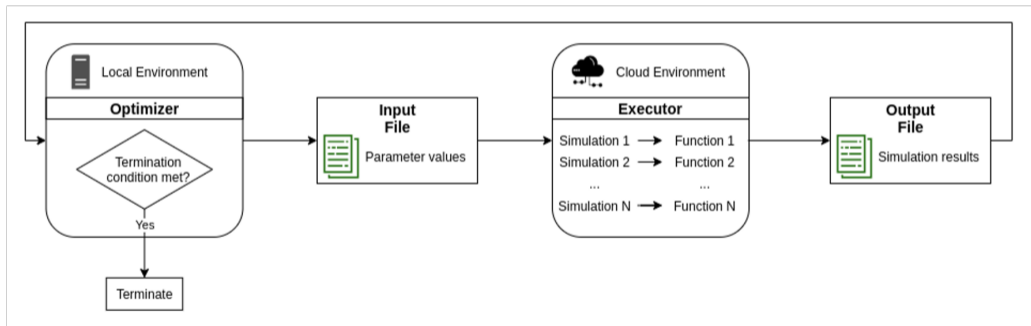 Local Environment
Optimizer
Termination
condition met?
Yes
Terminate
Input
File
Parameter values
Cloud Environment
Executor
Simulation 1 Function 1
Simulation 2 Function 2
... ...
Simulation N Function N
Output
File
Simulation results